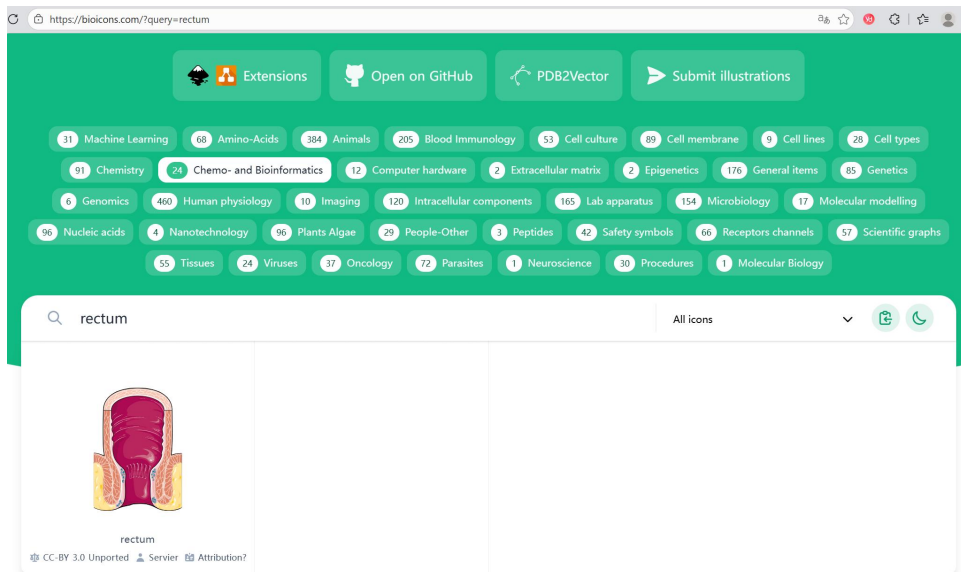 https://bioicons.com/?query=rectum
Extensions Open on GitHub PDB2Vector Submit illustrations
31 Machine Learning 68 Amino-Acids 384 Animals 205 Blood Immunology 53 Cell culture 89 Cell membrane 9 Cell lines 28 Cell types
91 Chemistry 24 Chemo- and Bioinformatics 12 Computer hardware 2 Extracellular matrix 2 Epigenetics 176 General items 85 Genetics
6 Genomics 460 Human physiology 10 Imaging 120 Intracellular components 165 Lab apparatus 154 Microbiology 17 Molecular modelling
96 Nucleic acids 4 Nanotechnology 96 Plants Algae 29 People-Other 3 Peptides 42 Safety symbols 66 Receptors channels 57 Scientific graphs
55 Tissues 24 Viruses 37 Oncology 72 Parasites 1 Neuroscience 30 Procedures 1 Molecular Biology
rectum All icons
rectum
CC-BY 3.0 Unported Servier Attribution?